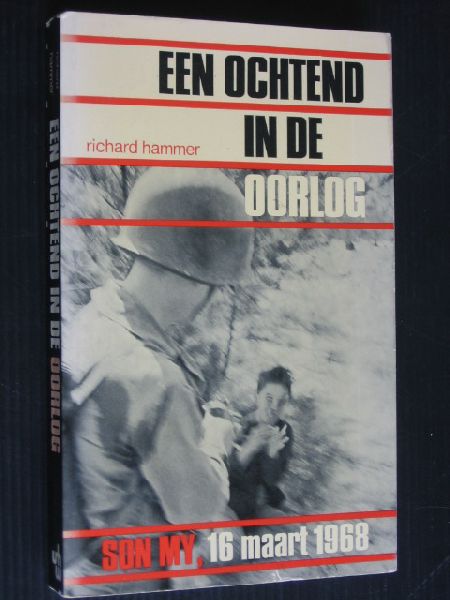 EEN OCHTEND
IN DE
richard hammer
OORLOG
SON MY, 16 maart 1968
EEN OCHTEND IN DE OORLOG